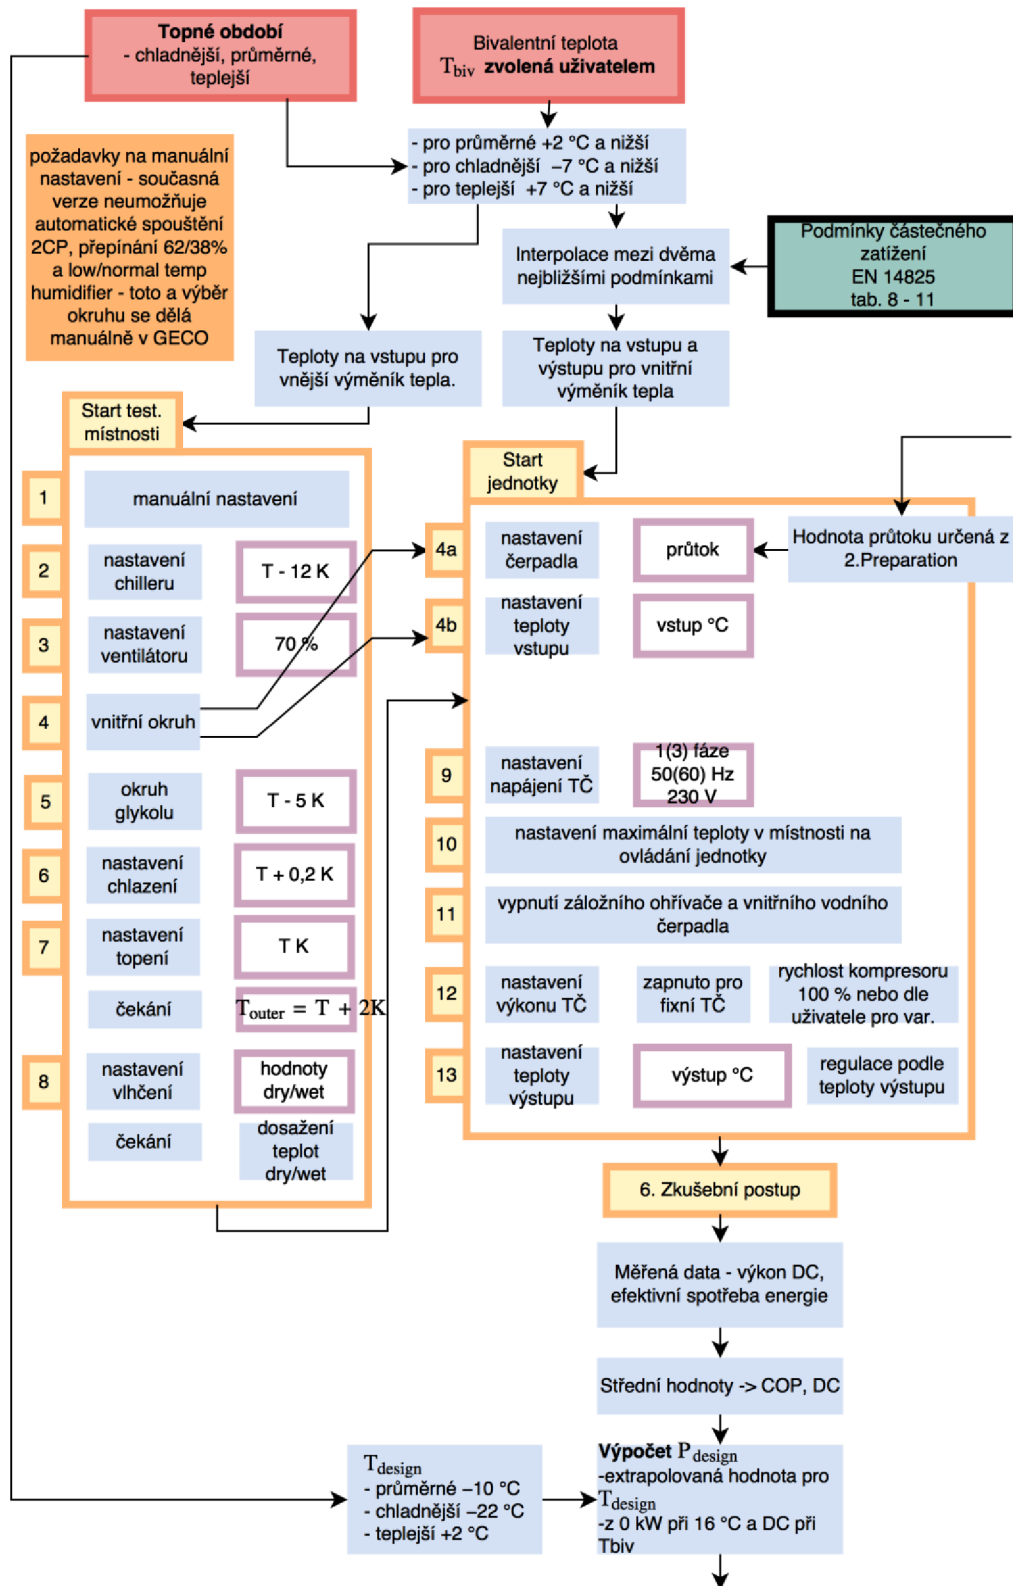 Topné období
- chladnější, průměrné,
teplejší
Bivalentní teplota
T_biv zvolená uživatelem
- pro průměrné +2 °C a nižší
- pro chladnější −7 °C a nižší
- pro teplejší +7 °C a nižší
požadavky na manuální
nastavení - současná
verze neumožňuje
automatické spouštění
2CP, přepínání 62/38%
a low/normal temp
humidifier - toto a výběr
okruhu se dělá
manuálně v GECO
Interpolace mezi dvěma
nejbližšími podmínkami
Podmínky částečného
zatížení
EN 14825
tab. 8 - 11
Teploty na vstupu pro
vnější výměník tepla.
Teploty na vstupu a
výstupu pro vnitřní
výměník tepla
Start test.
místnosti
1
manuální nastavení
2
nastavení
chilleru
T - 12 K
3
nastavení
ventilátoru
70 %
4
vnitřní okruh
5
okruh
glykolu
T - 5 K
6
nastavení
chlazení
T + 0,2 K
7
nastavení
topení
T K
čekání
T_outer = T + 2K
8
nastavení
vlhčení
hodnoty
dry/wet
čekání
dosažení
teplot
dry/wet
Start
jednotky
4a
nastavení
čerpadla
průtok
Hodnota průtoku určená z
2.Preparation
4b
nastavení
teploty
vstupu
vstup °C
9
nastavení
napájení TČ
1(3) fáze
50(60) Hz
230 V
10
nastavení maximální teploty v místnosti na
ovládání jednotky
11
vypnutí záložního ohřívače a vnitřního vodního
čerpadla
12
nastavení
výkonu TČ
zapnuto pro
fixní TČ
rychlost kompresoru
100 % nebo dle
uživatele pro var.
13
nastavení
teploty
výstupu
výstup °C
regulace podle
teploty výstupu
6. Zkušební postup
Měřená data - výkon DC,
efektivní spotřeba energie
Střední hodnoty -> COP, DC
T_design
- průměrné −10 °C
- chladnější −22 °C
- teplejší +2 °C
Výpočet P_design
-extrapolovaná hodnota pro
T_design
-z 0 kW při 16 °C a DC při
Tbiv